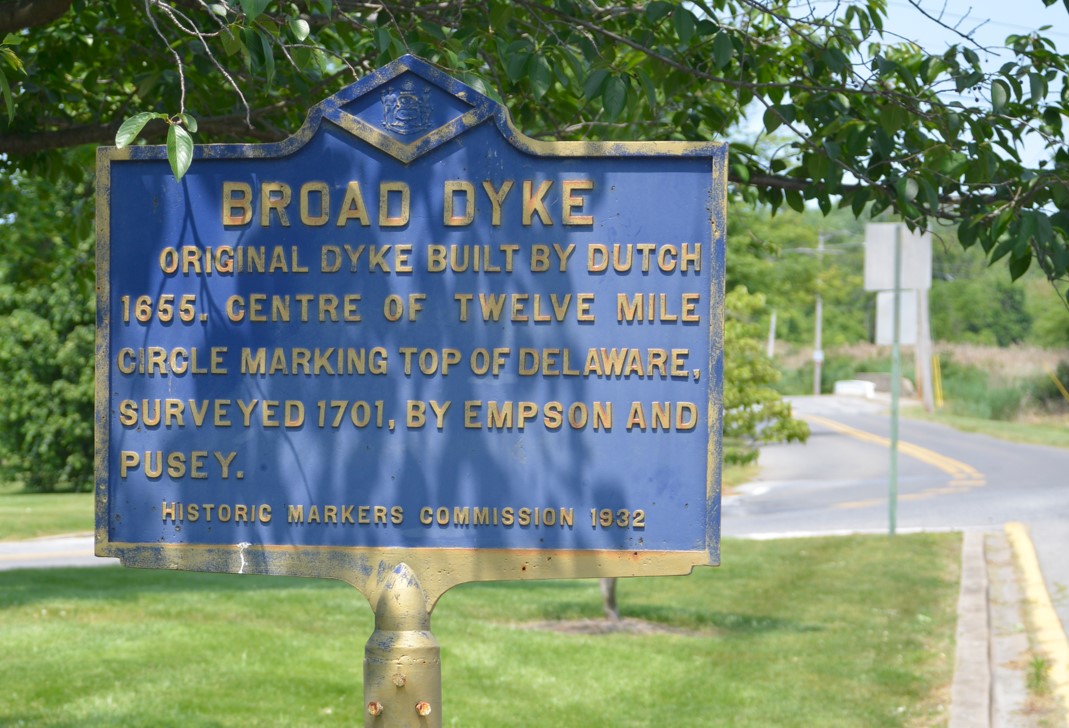 BROAD DYKE
ORIGINAL DYKE BUILT BY DUTCH
1655. CENTRE OF TWELVE MILE
CIRCLE MARKING TOP OF DELAWARE,
SURVEYED 1701, BY EMPSON AND
PUSEY.
HISTORIC MARKERS COMMISSION 1932